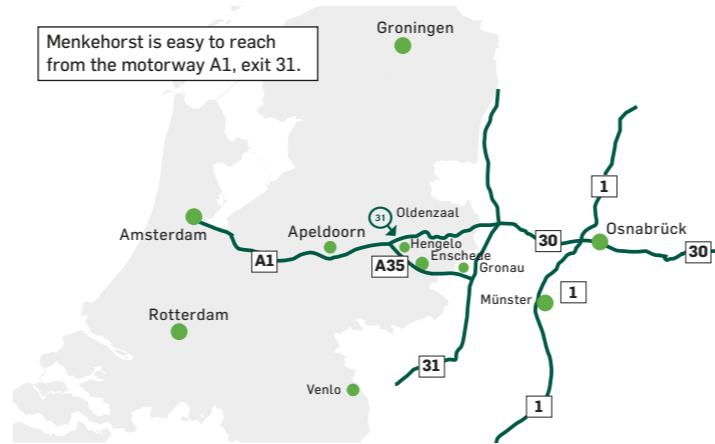 Groningen
Menkehorst is easy to reach
from the motorway A1, exit 31.
1
31
Oldenzaal
Amsterdam
Apeldoorn
Hengelo
30
Osnabrück
30
A1
A35
Enschede
Gronau
Münster
1
Rotterdam
31
Venlo
1